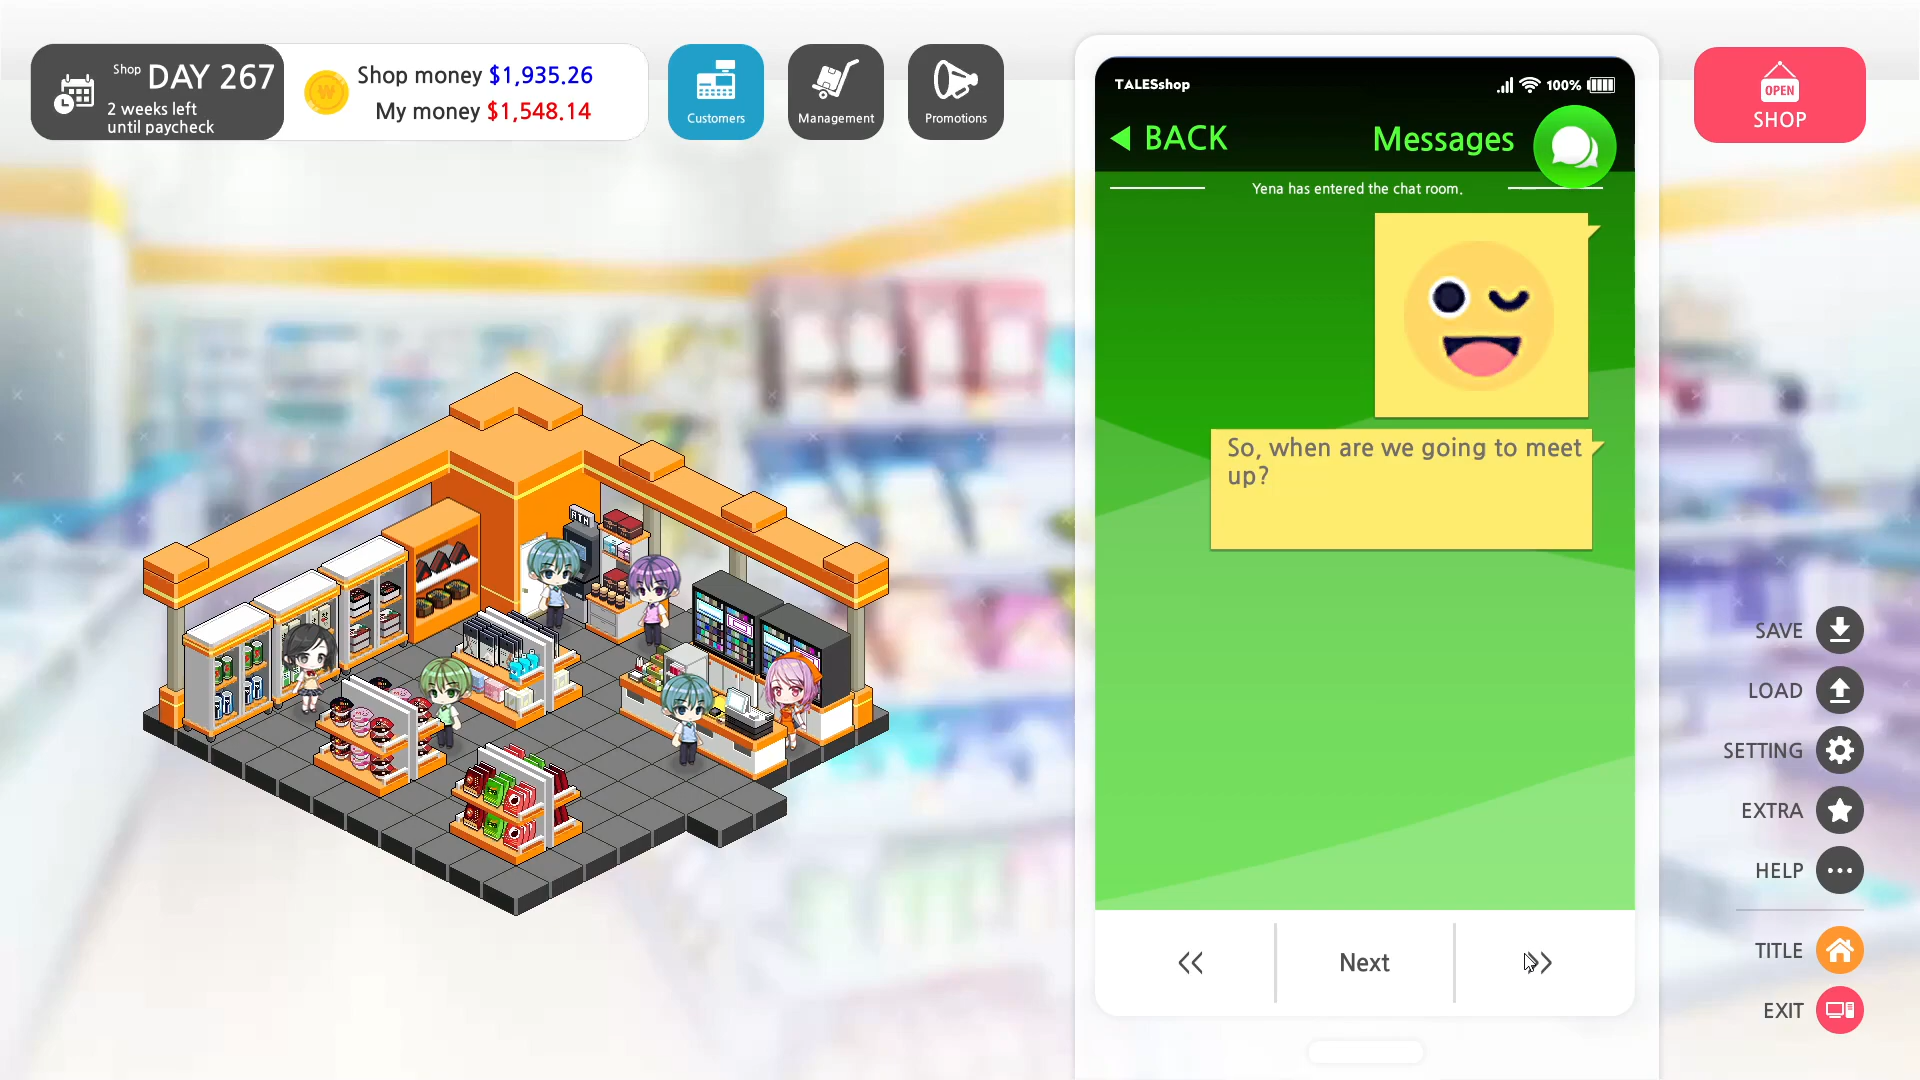 Shop DAY 267
2 weeks left
until paycheck
Shop money $1,935.26
My money $1,548.14
Customers
Management
Promotions
TALESshop
100%
BACK
Messages
Yena has entered the chat room.
So, when are we going to meet
up?
Next
OPEN
SHOP
ATM
SAVE
LOAD
SETTING
EXTRA
HELP
TITLE
EXIT